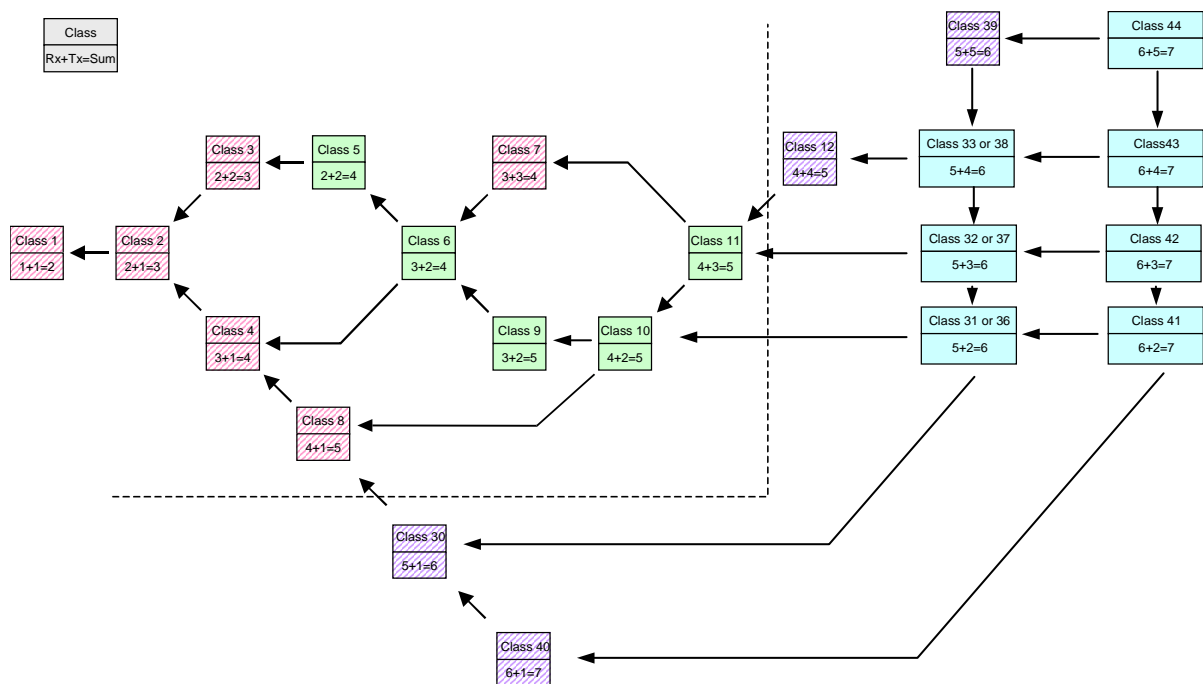 Class
Rx+Tx=Sum
Class 39
5+5=6
Class 44
6+5=7
Class 3
2+2=3
Class 5
2+2=4
Class 7
3+3=4
Class 12
4+4=5
Class 33 or 38
5+4=6
Class43
6+4=7
Class 1
1+1=2
Class 2
2+1=3
Class 6
3+2=4
Class 11
4+3=5
Class 32 or 37
5+3=6
Class 42
6+3=7
Class 4
3+1=4
Class 9
3+2=5
Class 10
4+2=5
Class 31 or 36
5+2=6
Class 41
6+2=7
Class 8
4+1=5
Class 30
5+1=6
Class 40
6+1=7